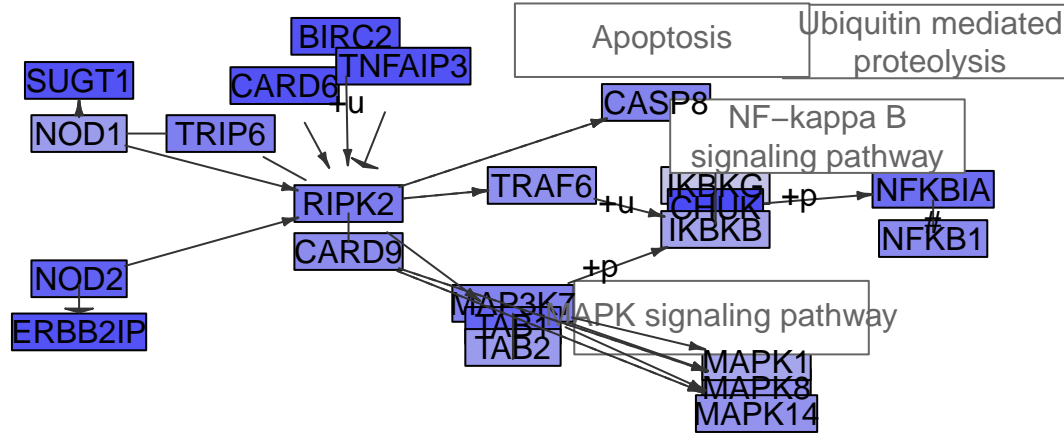 BIRC2
Apoptosis
Ubiquitin mediated
proteolysis
TNFAIP3
SUGT1
CARD6
+u
CASP8
NOD1
TRIP6
NF−kappa B
signaling pathway
IKBKG
RIPK2
TRAF6
+u
CHUK
+p
NFKBIA
IKBKB
#
NFKB1
CARD9
+p
NOD2
MAP3K7
MAPK signaling pathway
ERBB2IP
TAB1
TAB2
MAPK1
MAPK8
MAPK14